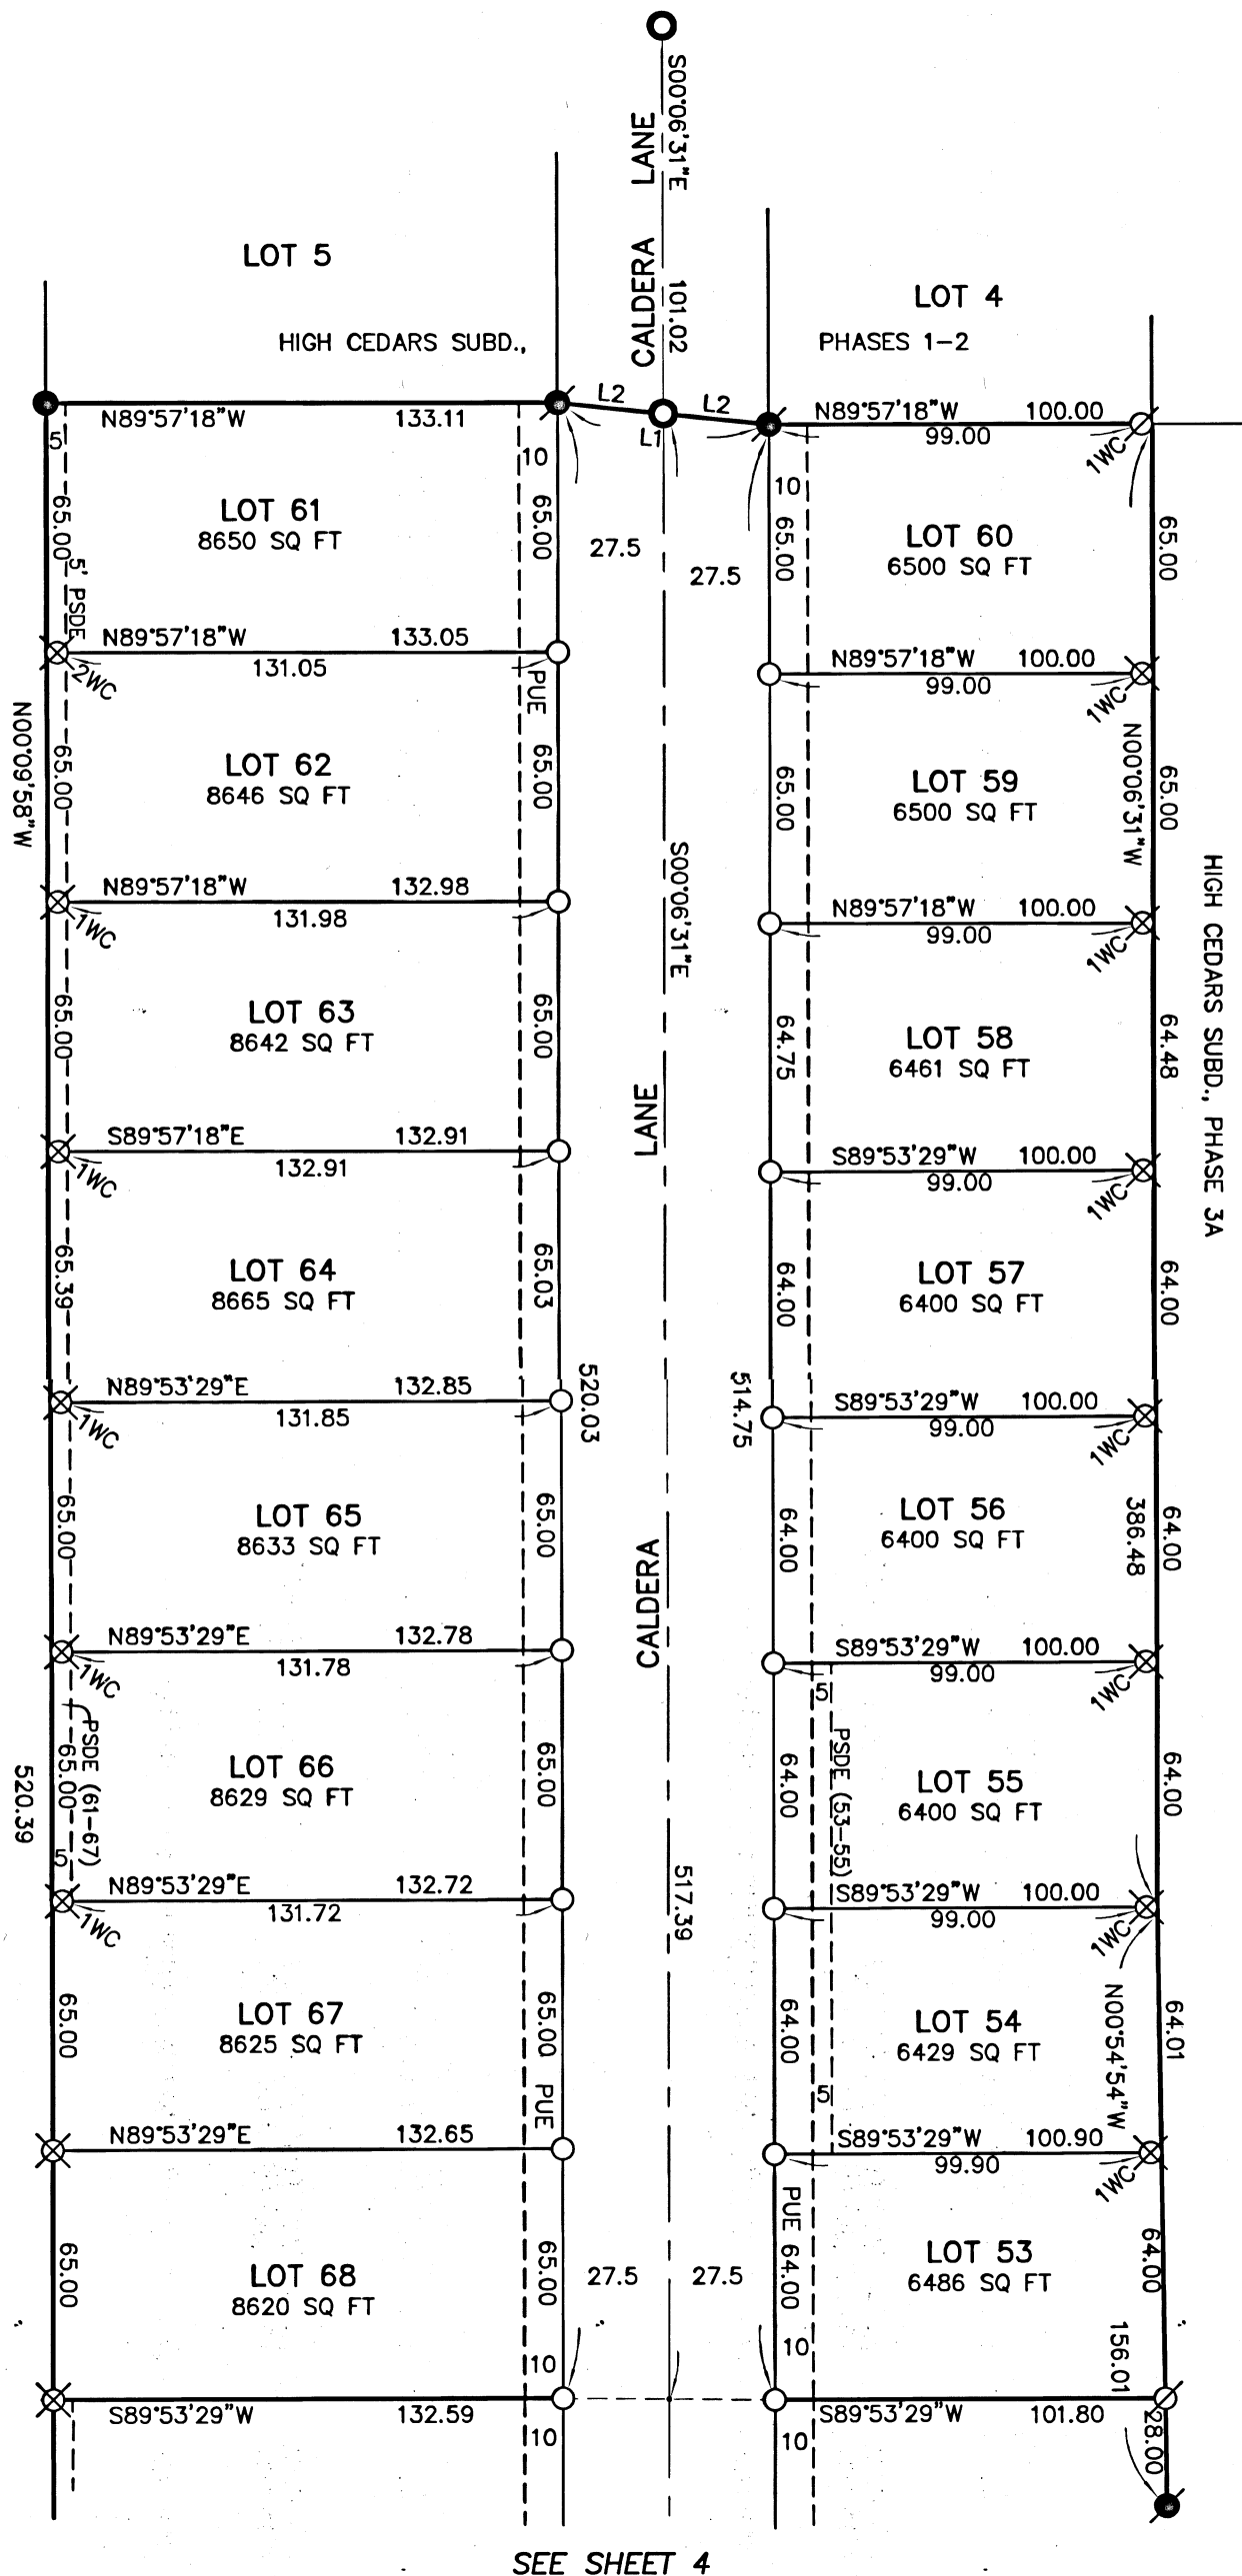 S00°06'31"E
CALDERA LANE
101.02
LOT 5
LOT 4
HIGH CEDARS SUBD.,
PHASES 1-2
L2
L2
L1
N89°57'18"W 133.11
N89°57'18"W 100.00
99.00
1WC
5
10
10
65.00
5' PSDE
LOT 61
8650 SQ FT
65.00
27.5
27.5
65.00
LOT 60
6500 SQ FT
65.00
N89°57'18"W 133.05
131.05
2WC
PUE
N89°57'18"W 100.00
99.00
1WC
N00°09'58"W
65.00
LOT 62
8646 SQ FT
65.00
65.00
LOT 59
6500 SQ FT
N00°06'31"W
65.00
N89°57'18"W 132.98
131.98
1WC
S00°06'31"E
N89°57'18"W 100.00
99.00
1WC
HIGH CEDARS SUBD., PHASE 3A
65.00
LOT 63
8642 SQ FT
65.00
64.75
LOT 58
6461 SQ FT
64.48
S89°57'18"E 132.91
132.91
1WC
LANE
S89°53'29"W 100.00
99.00
1WC
65.39
LOT 64
8665 SQ FT
65.03
64.00
LOT 57
6400 SQ FT
64.00
N89°53'29"E 132.85
131.85
1WC
520.03
514.75
S89°53'29"W 100.00
99.00
1WC
65.00
LOT 65
8633 SQ FT
65.00
CALDERA
64.00
LOT 56
6400 SQ FT
386.48
64.00
N89°53'29"E 132.78
131.78
1WC
S89°53'29"W 100.00
99.00
1WC
5
520.39
65.00
PSDE (61-67)
5
LOT 66
8629 SQ FT
65.00
64.00
PSDE (53-55)
LOT 55
6400 SQ FT
64.00
N89°53'29"E 132.72
131.72
1WC
517.39
S89°53'29"W 100.00
99.00
1WC
65.00
LOT 67
8625 SQ FT
65.00
PUE
64.00
5
LOT 54
6429 SQ FT
N00°54'54"W
64.01
N89°53'29"E 132.65
S89°53'29"W 100.90
99.90
1WC
65.00
LOT 68
8620 SQ FT
65.00
10
27.5
27.5
PUE 64.00
10
LOT 53
6486 SQ FT
64.00
156.01
S89°53'29"W 132.59
10
10
S89°53'29"W 101.80
28.00
SEE SHEET 4